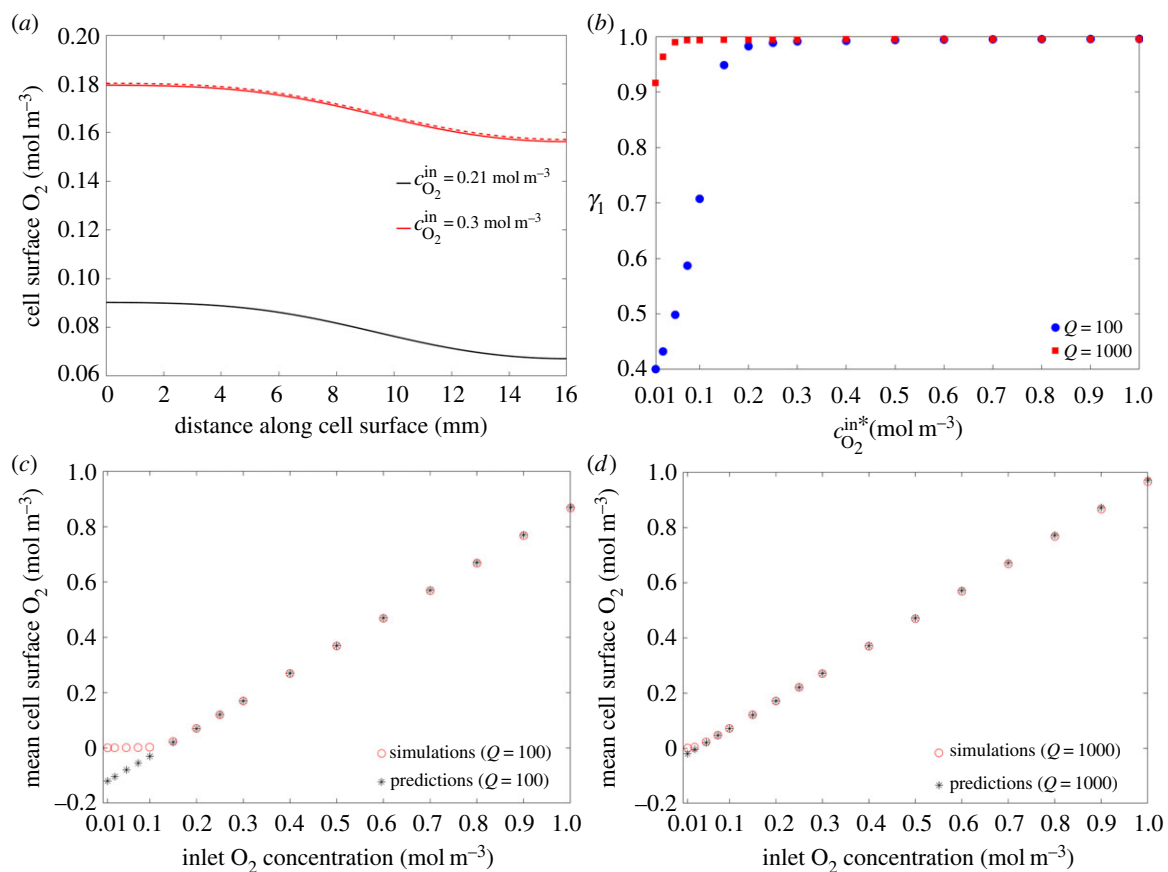 (a)
cell surface O2 (mol m−3)
0.20
0.18
0.16
0.14
0.12
0.10
0.08
0.06
c^in_O2 = 0.21 mol m−3
c^in_O2 = 0.3 mol m−3
0 2 4 6 8 10 12 14 16
distance along cell surface (mm)
(b)
γ1
1.0
0.9
0.8
0.7
0.6
0.5
0.4
Q = 100
Q = 1000
0.01 0.1 0.2 0.3 0.4 0.5 0.6 0.7 0.8 0.9 1.0
c^in*_O2 (mol m−3)
(c)
mean cell surface O2 (mol m−3)
1.0
0.8
0.6
0.4
0.2
0
−0.2
simulations (Q = 100)
predictions (Q = 100)
0.01 0.1 0.2 0.3 0.4 0.5 0.6 0.7 0.8 0.9 1.0
inlet O2 concentration (mol m−3)
(d)
mean cell surface O2 (mol m−3)
1.0
0.8
0.6
0.4
0.2
0
−0.2
simulations (Q = 1000)
predictions (Q = 1000)
0.01 0.1 0.2 0.3 0.4 0.5 0.6 0.7 0.8 0.9 1.0
inlet O2 concentration (mol m−3)